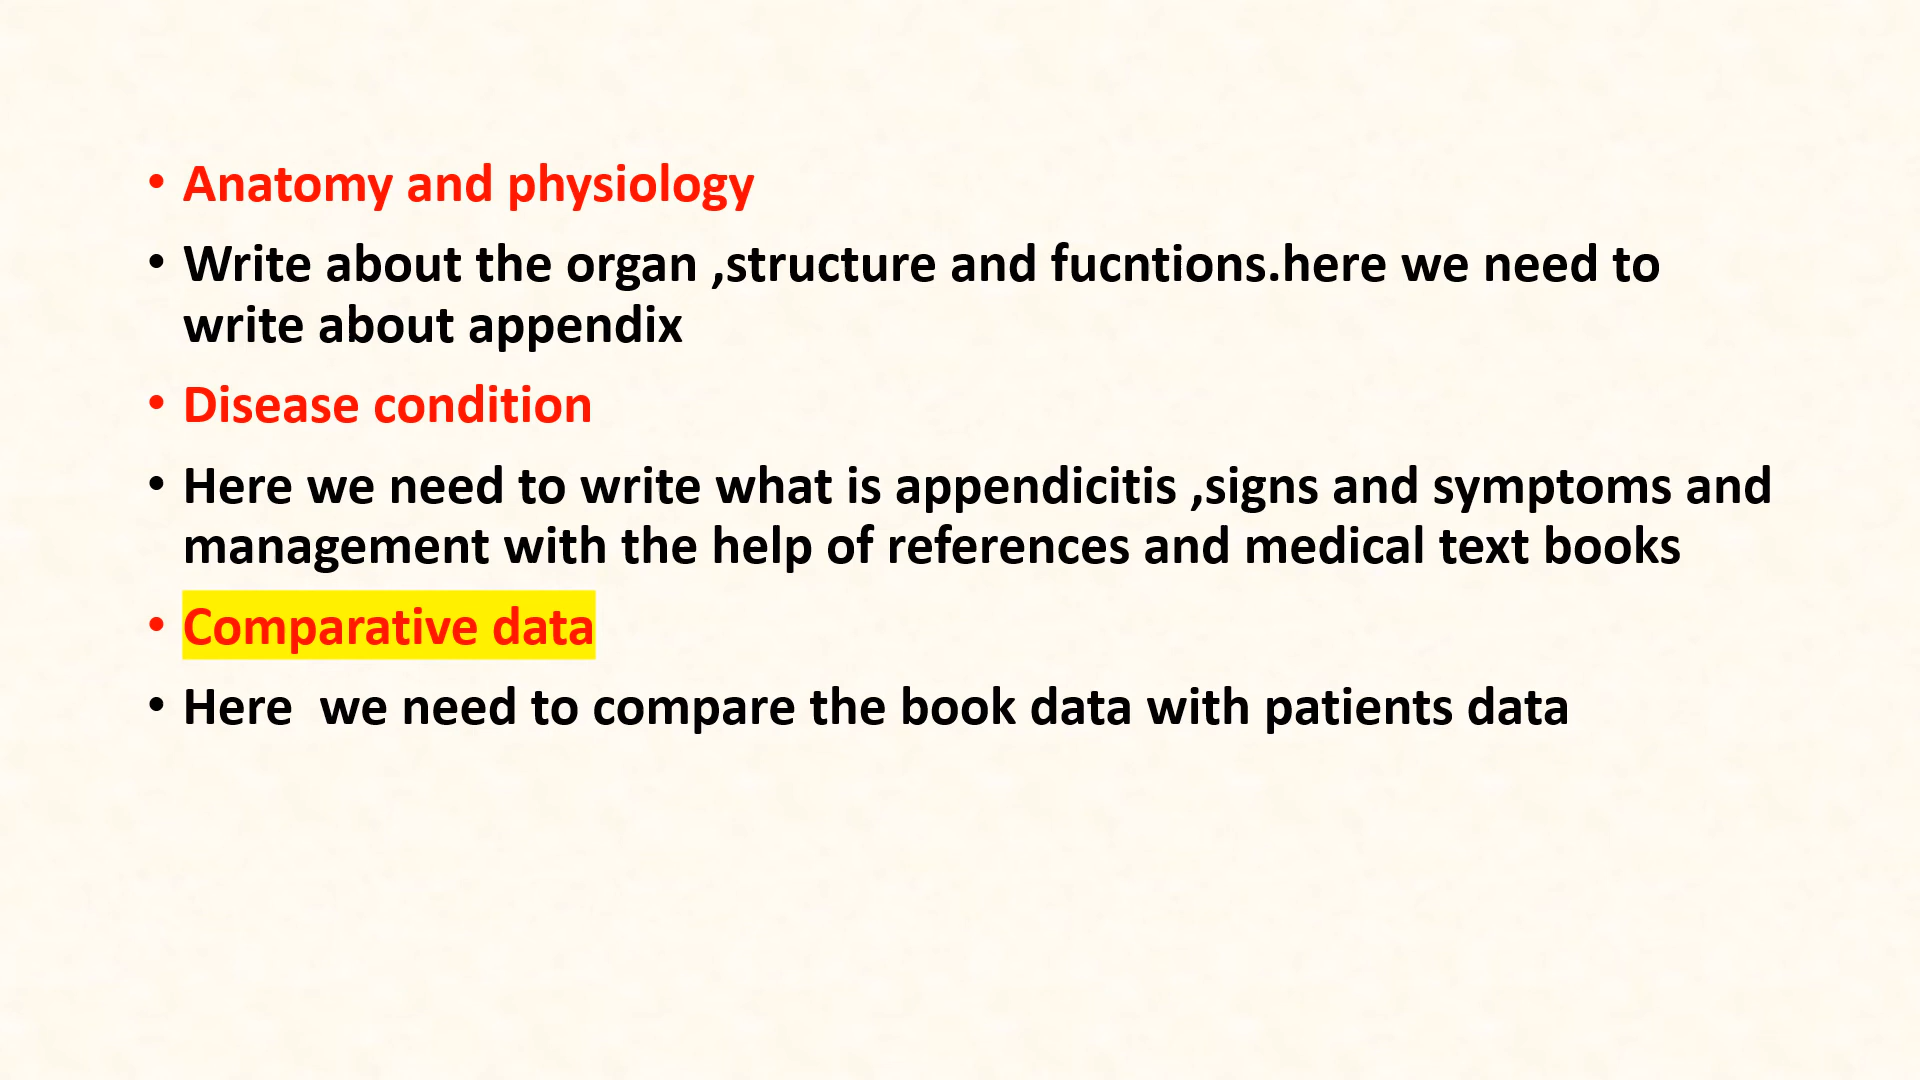 • Anatomy and physiology
• Write about the organ ,structure and fucntions.here we need to
write about appendix
• Disease condition
• Here we need to write what is appendicitis ,signs and symptoms and
management with the help of references and medical text books
• Comparative data
• Here  we need to compare the book data with patients data